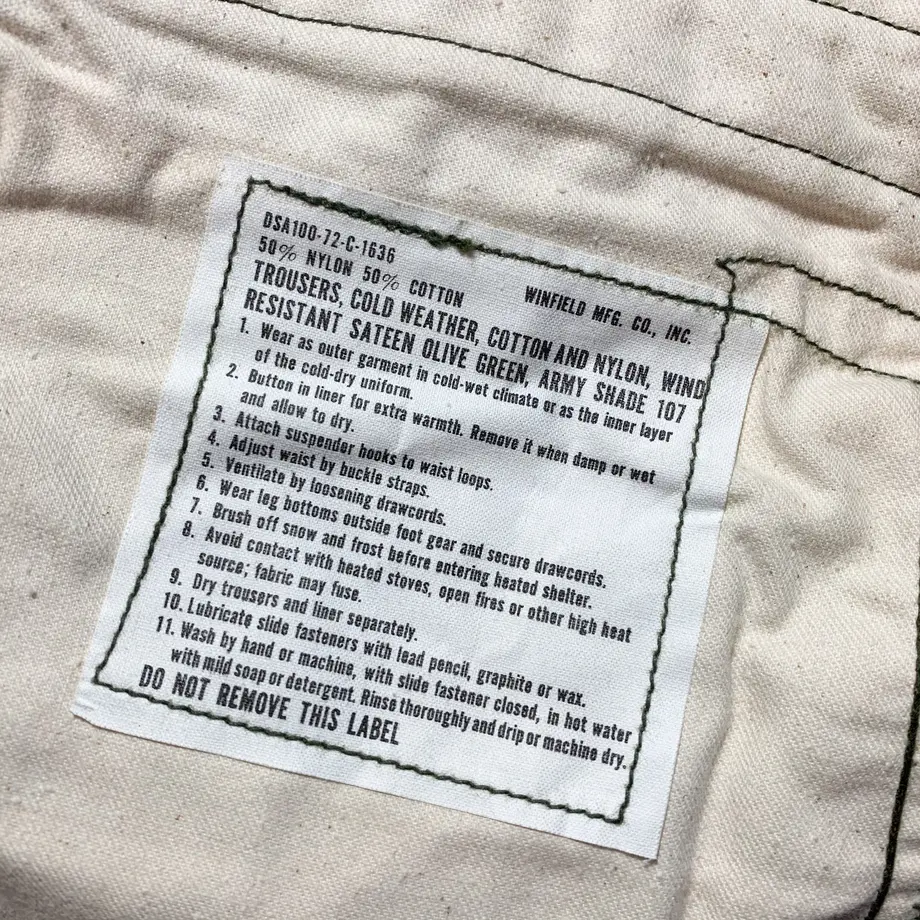 DSA100-72-C-1636
50% NYLON 50% COTTON WINFIELD MFG. CO., INC.
TROUSERS, COLD WEATHER, COTTON AND NYLON, WIND
RESISTANT SATEEN OLIVE GREEN, ARMY SHADE 107
1. Wear as outer garment in cold-wet climate or as the inner layer
of the cold-dry uniform.
2. Button in liner for extra warmth. Remove it when damp or wet
and allow to dry.
3. Attach suspender hooks to waist loops.
4. Adjust waist by buckle straps.
5. Ventilate by loosening drawcords.
6. Wear leg bottoms outside foot gear and secure drawcords.
7. Brush off snow and frost before entering heated shelter.
8. Avoid contact with heated stoves, open fires or other high heat
source; fabric may fuse.
9. Dry trousers and liner separately.
10. Lubricate slide fasteners with lead pencil, graphite or wax.
11. Wash by hand or machine, with slide fastener closed, in hot water
with mild soap or detergent. Rinse thoroughly and drip or machine dry.
DO NOT REMOVE THIS LABEL